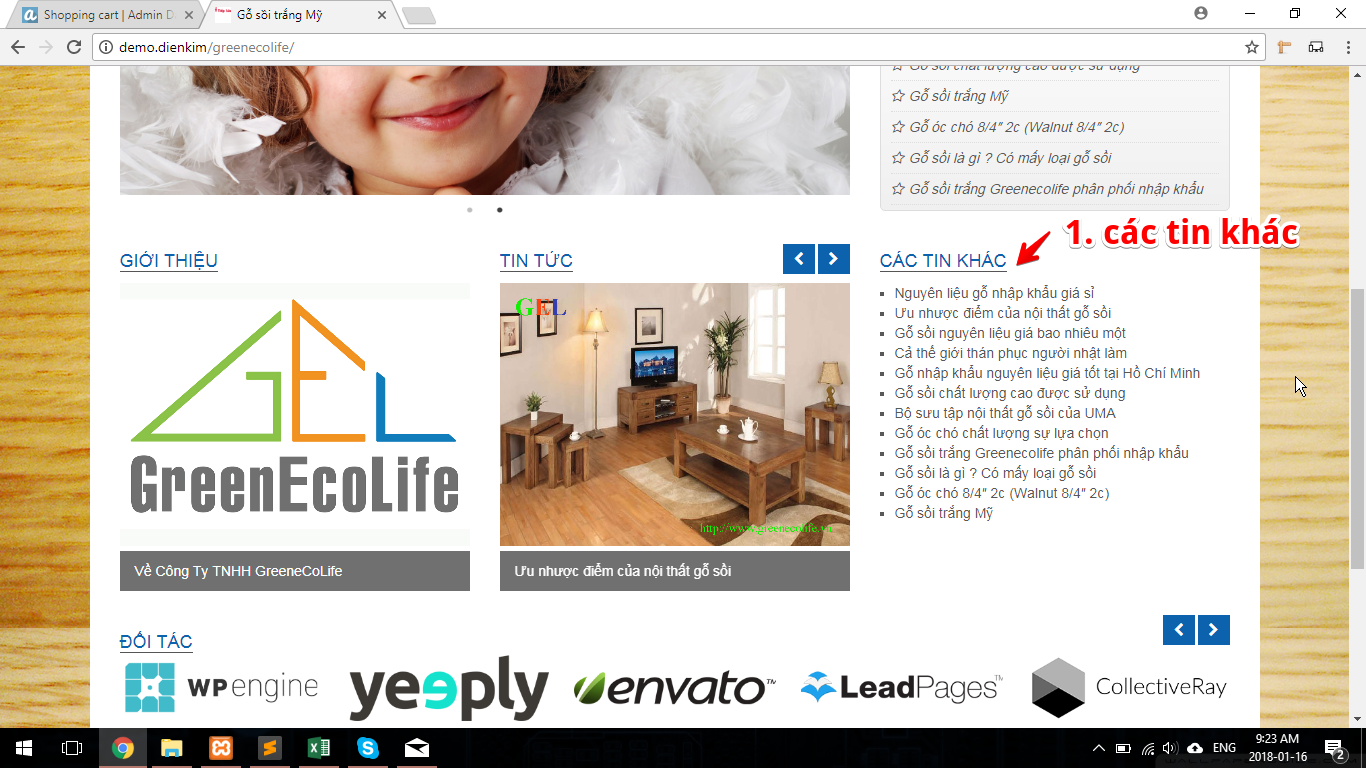 Shopping cart | Admin D
Gỗ sồi trắng Mỹ
demo.dienkim/greenecolife/
Gỗ sồi chất lượng cao được sử dụng
Gỗ sồi trắng Mỹ
Gỗ óc chó 8/4″ 2c (Walnut 8/4″ 2c)
Gỗ sồi là gì ? Có mấy loại gỗ sồi
Gỗ sồi trắng Greenecolife phân phối nhập khẩu
1. các tin khác
GIỚI THIỆU
GreenEcoLife
Về Công Ty TNHH GreeneCoLife
TIN TỨC
GEL
http://www.greenecolife.vn
Ưu nhược điểm của nội thất gỗ sồi
CÁC TIN KHÁC
Nguyên liệu gỗ nhập khẩu giá sỉ
Ưu nhược điểm của nội thất gỗ sồi
Gỗ sồi nguyên liệu giá bao nhiêu một
Cả thế giới thán phục người nhật làm
Gỗ nhập khẩu nguyên liệu giá tốt tại Hồ Chí Minh
Gỗ sồi chất lượng cao được sử dụng
Bộ sưu tập nội thất gỗ sồi của UMA
Gỗ óc chó chất lượng sự lựa chọn
Gỗ sồi trắng Greenecolife phân phối nhập khẩu
Gỗ sồi là gì ? Có mấy loại gỗ sồi
Gỗ óc chó 8/4″ 2c (Walnut 8/4″ 2c)
Gỗ sồi trắng Mỹ
ĐỐI TÁC
WP engine
yeeply
envato™
LeadPages™
CollectiveRay
ENG
9:23 AM
2018-01-16
2